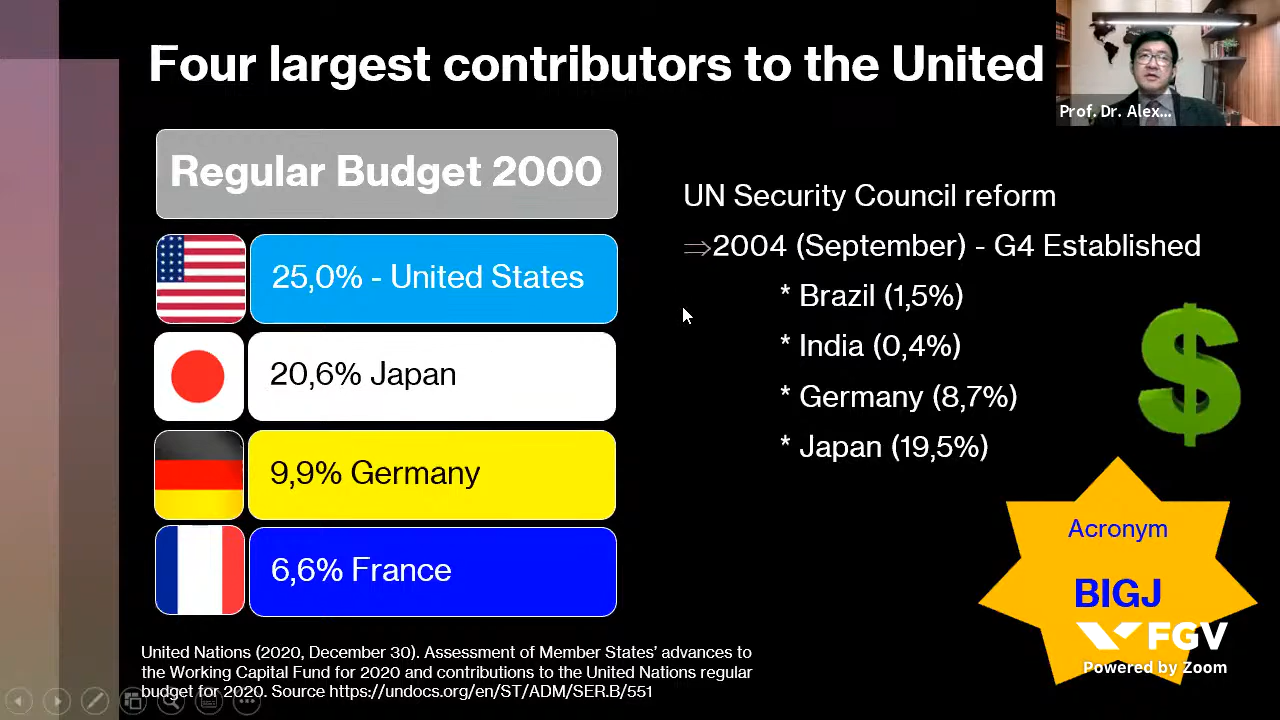 Four largest contributors to the United
Prof. Dr. Alex...
Regular Budget 2000
25,0% - United States
20,6% Japan
9,9% Germany
6,6% France
UN Security Council reform
⇒2004 (September) - G4 Established
* Brazil (1,5%)
* India (0,4%)
* Germany (8,7%)
* Japan (19,5%)
$
Acronym
BIGJ
FGV
Powered by Zoom
United Nations (2020, December 30). Assessment of Member States’ advances to
the Working Capital Fund for 2020 and contributions to the United Nations regular
budget for 2020. Source https://undocs.org/en/ST/ADM/SER.B/551